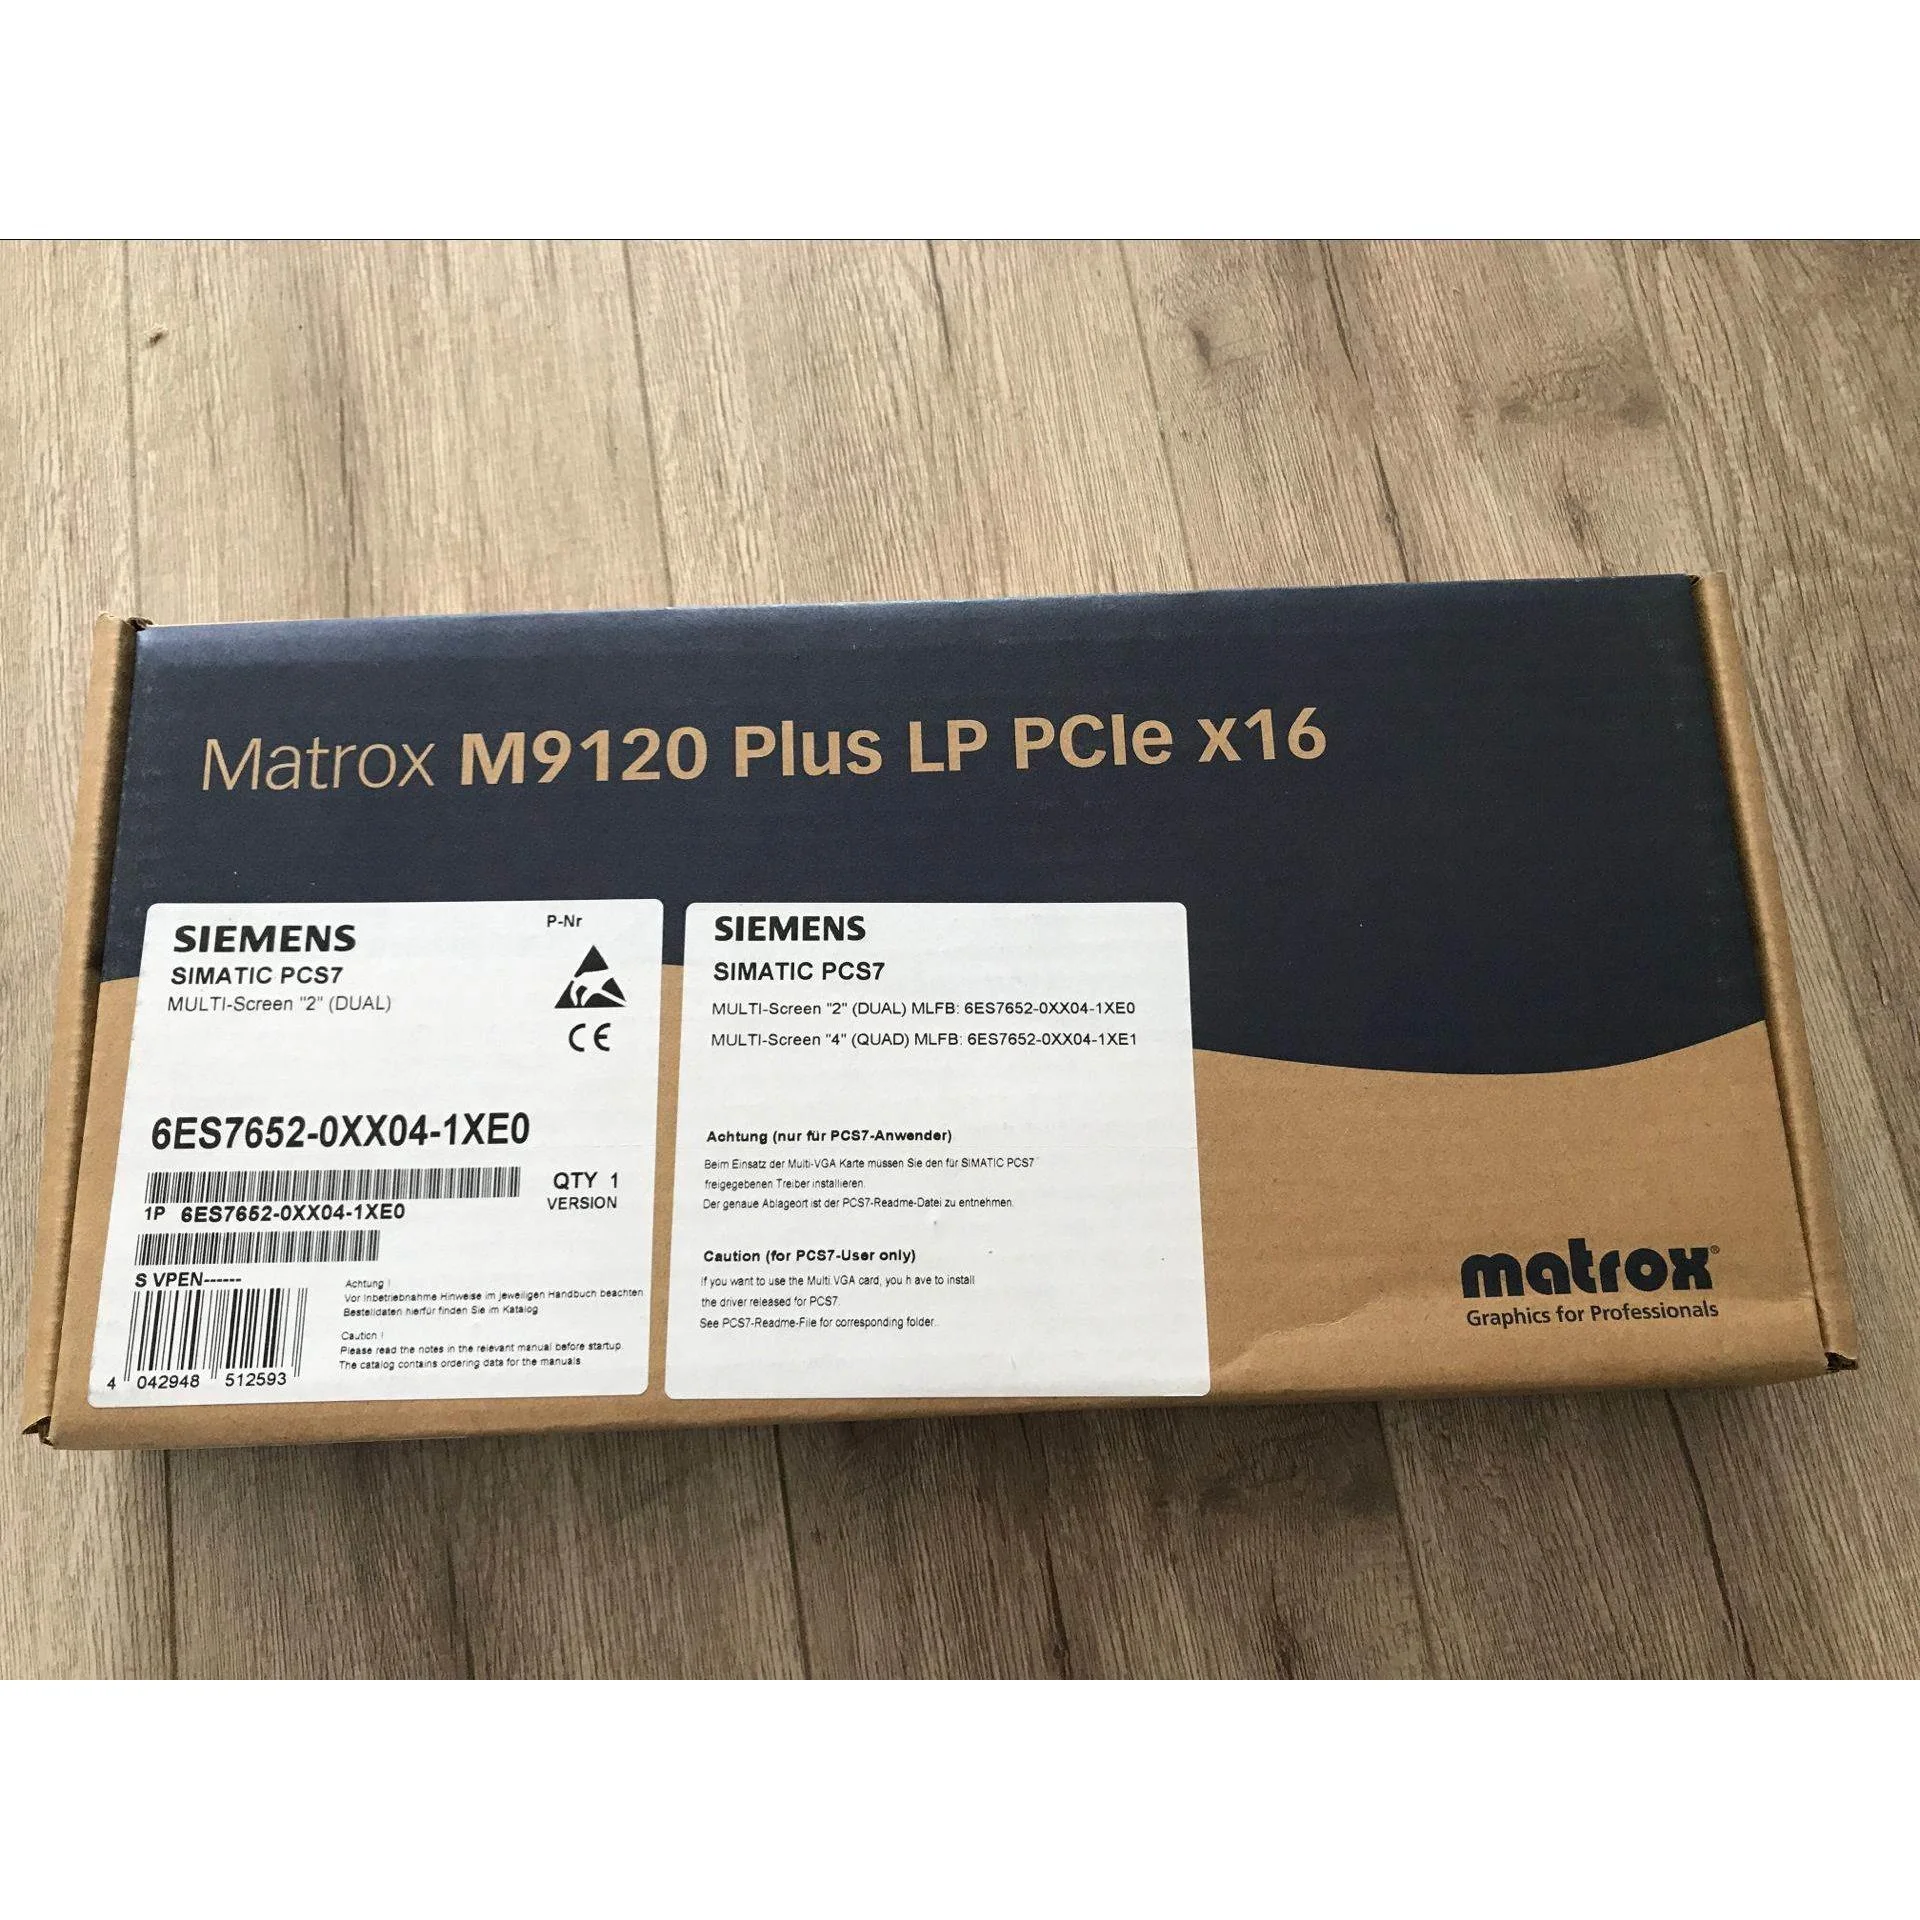 Matrox M9120 Plus LP PCIe x16
SIEMENS
P-Nr
SIMATIC PCS7
MULTI-Screen "2" (DUAL)
CE
6ES7652-0XX04-1XE0
QTY 1
1P 6ES7652-0XX04-1XE0
VERSION
S VPEN------
Achtung !
Vor Inbetriebnahme Hinweise im jeweiligen Handbuch beachten
Bestelldaten hierfür finden Sie im Katalog
Caution !
Please read the notes in the relevant manual before startup.
The catalog contains ordering data for the manuals
4 042948 512593
SIEMENS
SIMATIC PCS7
MULTI-Screen "2" (DUAL) MLFB: 6ES7652-0XX04-1XE0
MULTI-Screen "4" (QUAD) MLFB: 6ES7652-0XX04-1XE1
Achtung (nur für PCS7-Anwender)
Beim Einsatz der Multi-VGA Karte müssen Sie den für SIMATIC PCS7
freigegebenen Treiber installieren.
Der genaue Ablageort ist der PCS7-Readme-Datei zu entnehmen.
Caution (for PCS7-User only)
If you want to use the Multi VGA card, you h ave to install
the driver released for PCS7.
See PCS7-Readme-File for corresponding folder.
matrox®
Graphics for Professionals